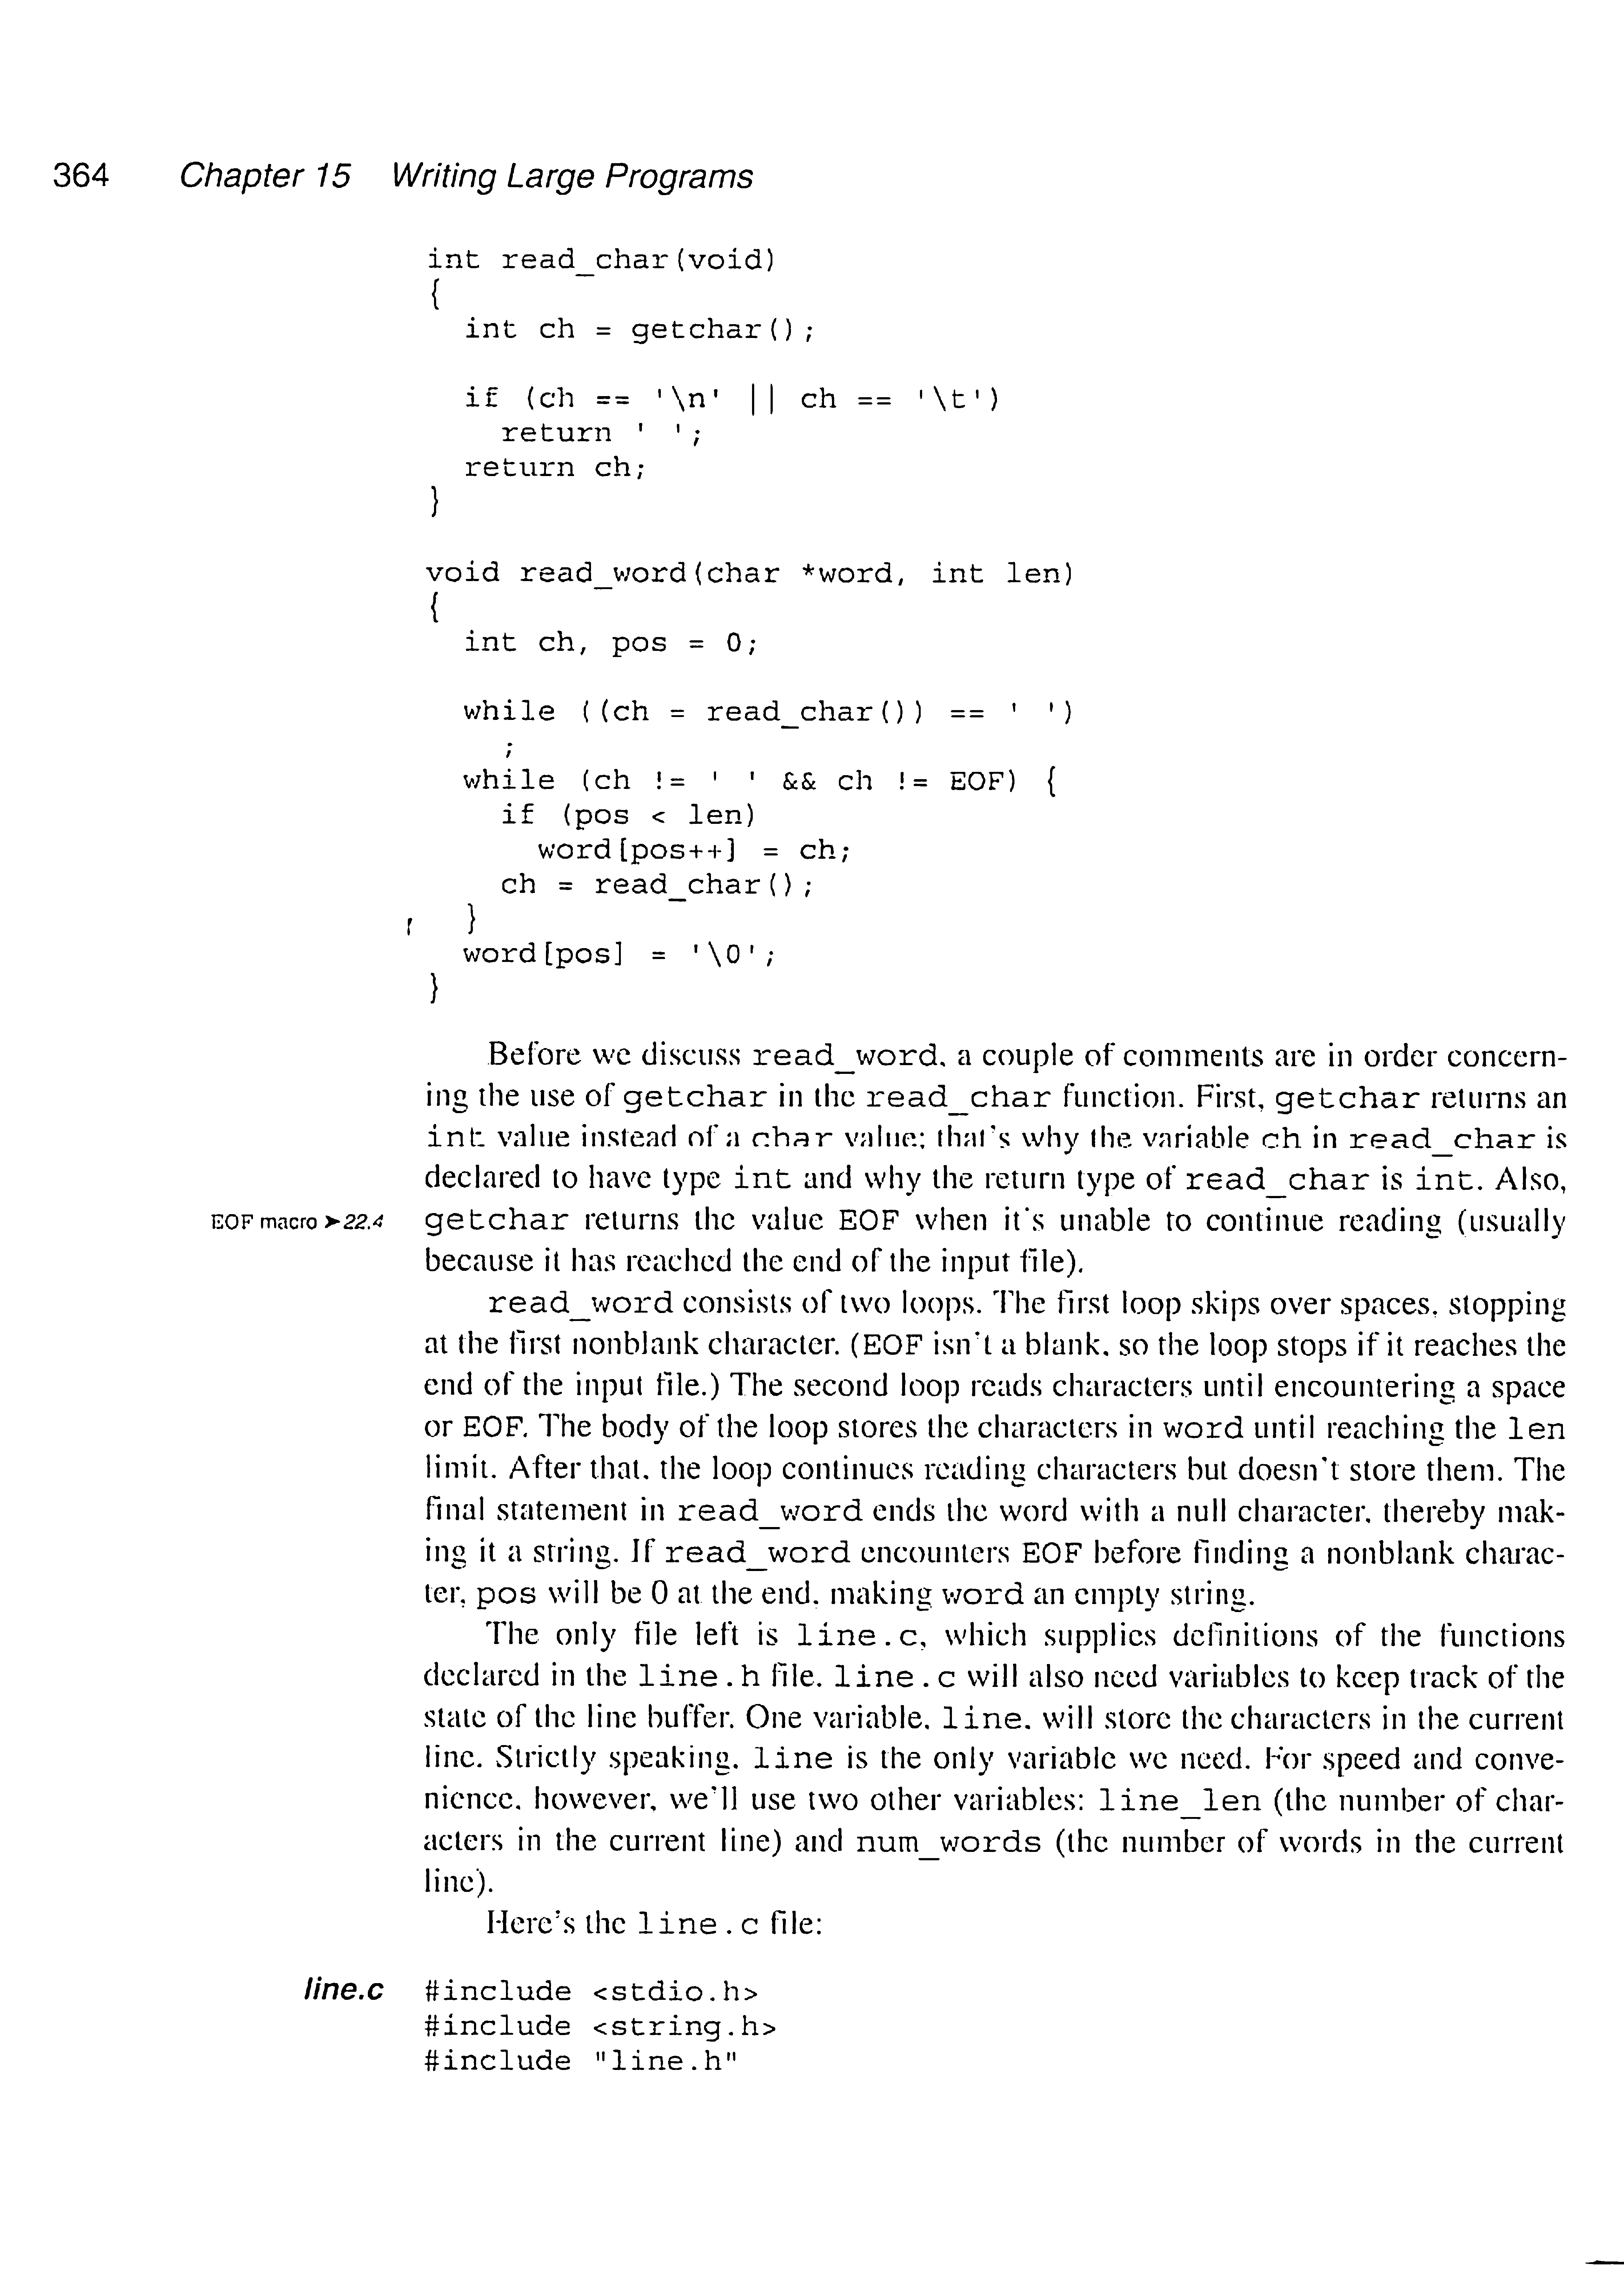 364 Chapter 15 Writing Large Programs
int read_char(void)
{
  int ch = getchar();

  if (ch == '\n' || ch == '\t')
    return ' ';
  return ch;
}

void read_word(char *word, int len)
{
  int ch, pos = 0;

  while ((ch = read_char()) == ' ')
    ;
  while (ch != ' ' && ch != EOF) {
    if (pos < len)
      word[pos++] = ch;
    ch = read_char();
  }
  word[pos] = '\0';
}
Before we discuss read_word, a couple of comments are in order concern-
ing the use of getchar in the read_char function. First, getchar returns an
int value instead of a char value; that's why the variable ch in read_char is
declared to have type int and why the return type of read_char is int. Also,
EOF macro ➤22.4 getchar returns the value EOF when it's unable to continue reading (usually
because it has reached the end of the input file).
read_word consists of two loops. The first loop skips over spaces, stopping
at the first nonblank character. (EOF isn't a blank, so the loop stops if it reaches the
end of the input file.) The second loop reads characters until encountering a space
or EOF. The body of the loop stores the characters in word until reaching the len
limit. After that, the loop continues reading characters but doesn't store them. The
final statement in read_word ends the word with a null character, thereby mak-
ing it a string. If read_word encounters EOF before finding a nonblank charac-
ter, pos will be 0 at the end, making word an empty string.
The only file left is line.c, which supplies definitions of the functions
declared in the line.h file. line.c will also need variables to keep track of the
state of the line buffer. One variable, line, will store the characters in the current
line. Strictly speaking, line is the only variable we need. For speed and conve-
nience, however, we'll use two other variables: line_len (the number of char-
acters in the current line) and num_words (the number of words in the current
line).
Here's the line.c file:
line.c #include <stdio.h>
#include <string.h>
#include "line.h"